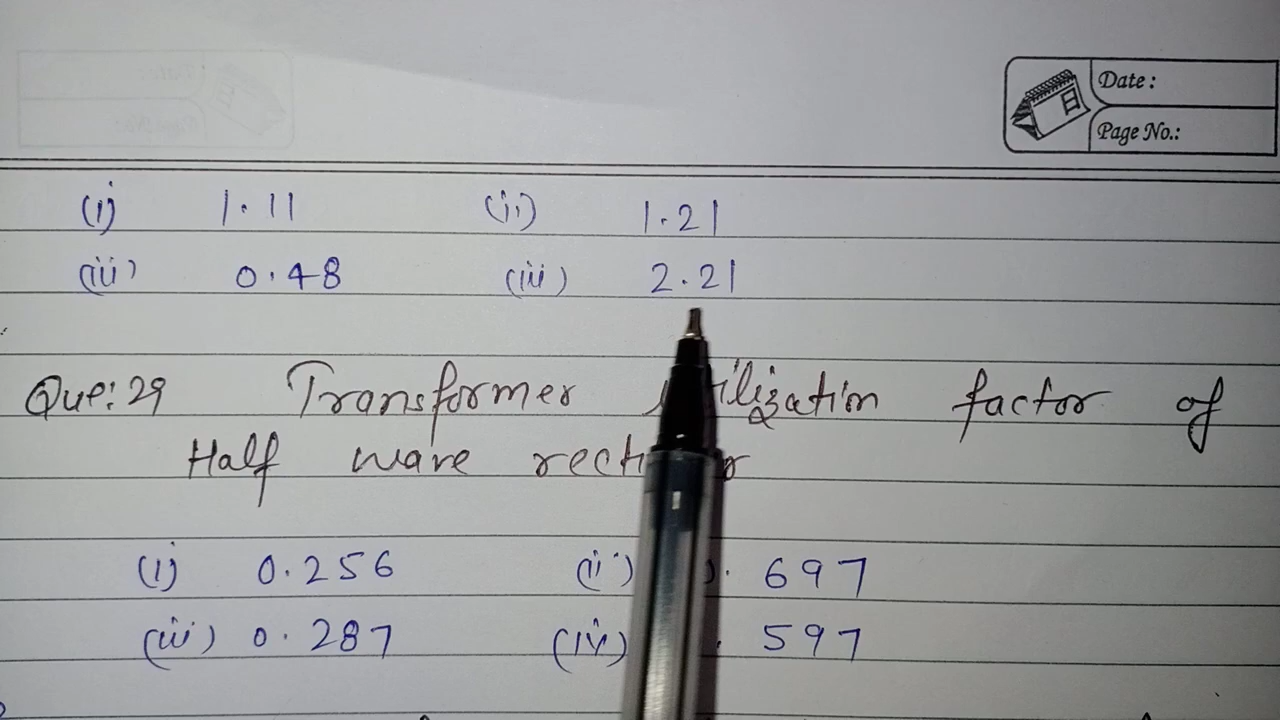 Date :
Page No.:
(i) 1.11 (ii) 1.21
(iii) 0.48 (iii) 2.21
Que: 29 Transformer factor of
Half wave
(i) 0.256 (ii) . 697
(iii) 0.287 (iv) . 597